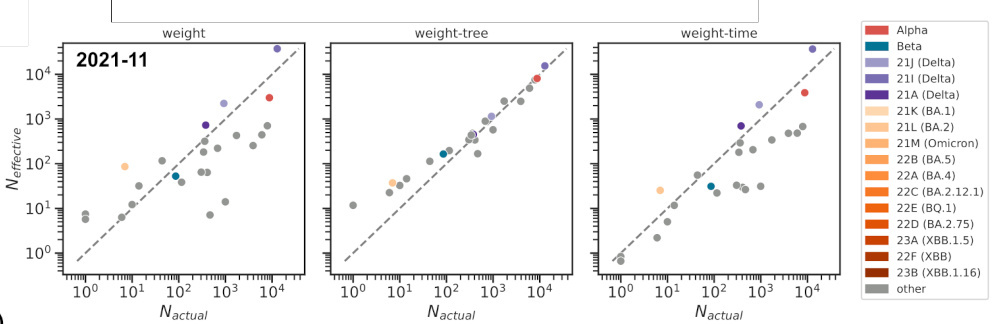 weight
weight-tree
weight-time
2021-11
N_effective
10^4
10^3
10^2
10^1
10^0
10^0 10^1 10^2 10^3 10^4
10^0 10^1 10^2 10^3 10^4
10^0 10^1 10^2 10^3 10^4
N_actual
N_actual
N_actual
Alpha
Beta
21J (Delta)
21I (Delta)
21A (Delta)
21K (BA.1)
21L (BA.2)
21M (Omicron)
22B (BA.5)
22A (BA.4)
22C (BA.2.12.1)
22E (BQ.1)
22D (BA.2.75)
23A (XBB.1.5)
22F (XBB)
23B (XBB.1.16)
other